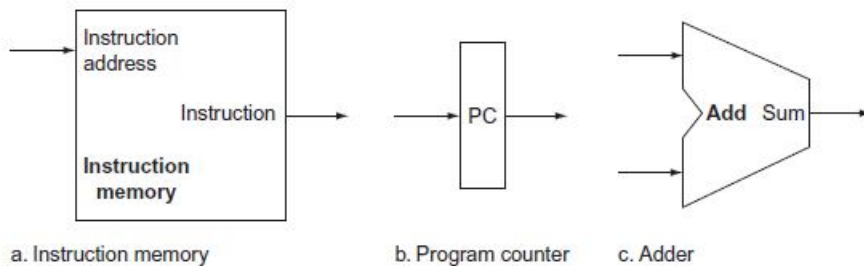 Instruction
address
Instruction
Instruction
memory
PC
Add Sum
a. Instruction memory
b. Program counter
c. Adder